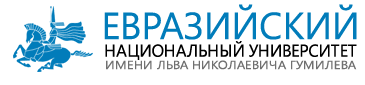 ЕВРАЗИЙСКИЙ
НАЦИОНАЛЬНЫЙ УНИВЕРСИТЕТ
ИМЕНИ ЛЬВА НИКОЛАЕВИЧА ГУМИЛЕВА